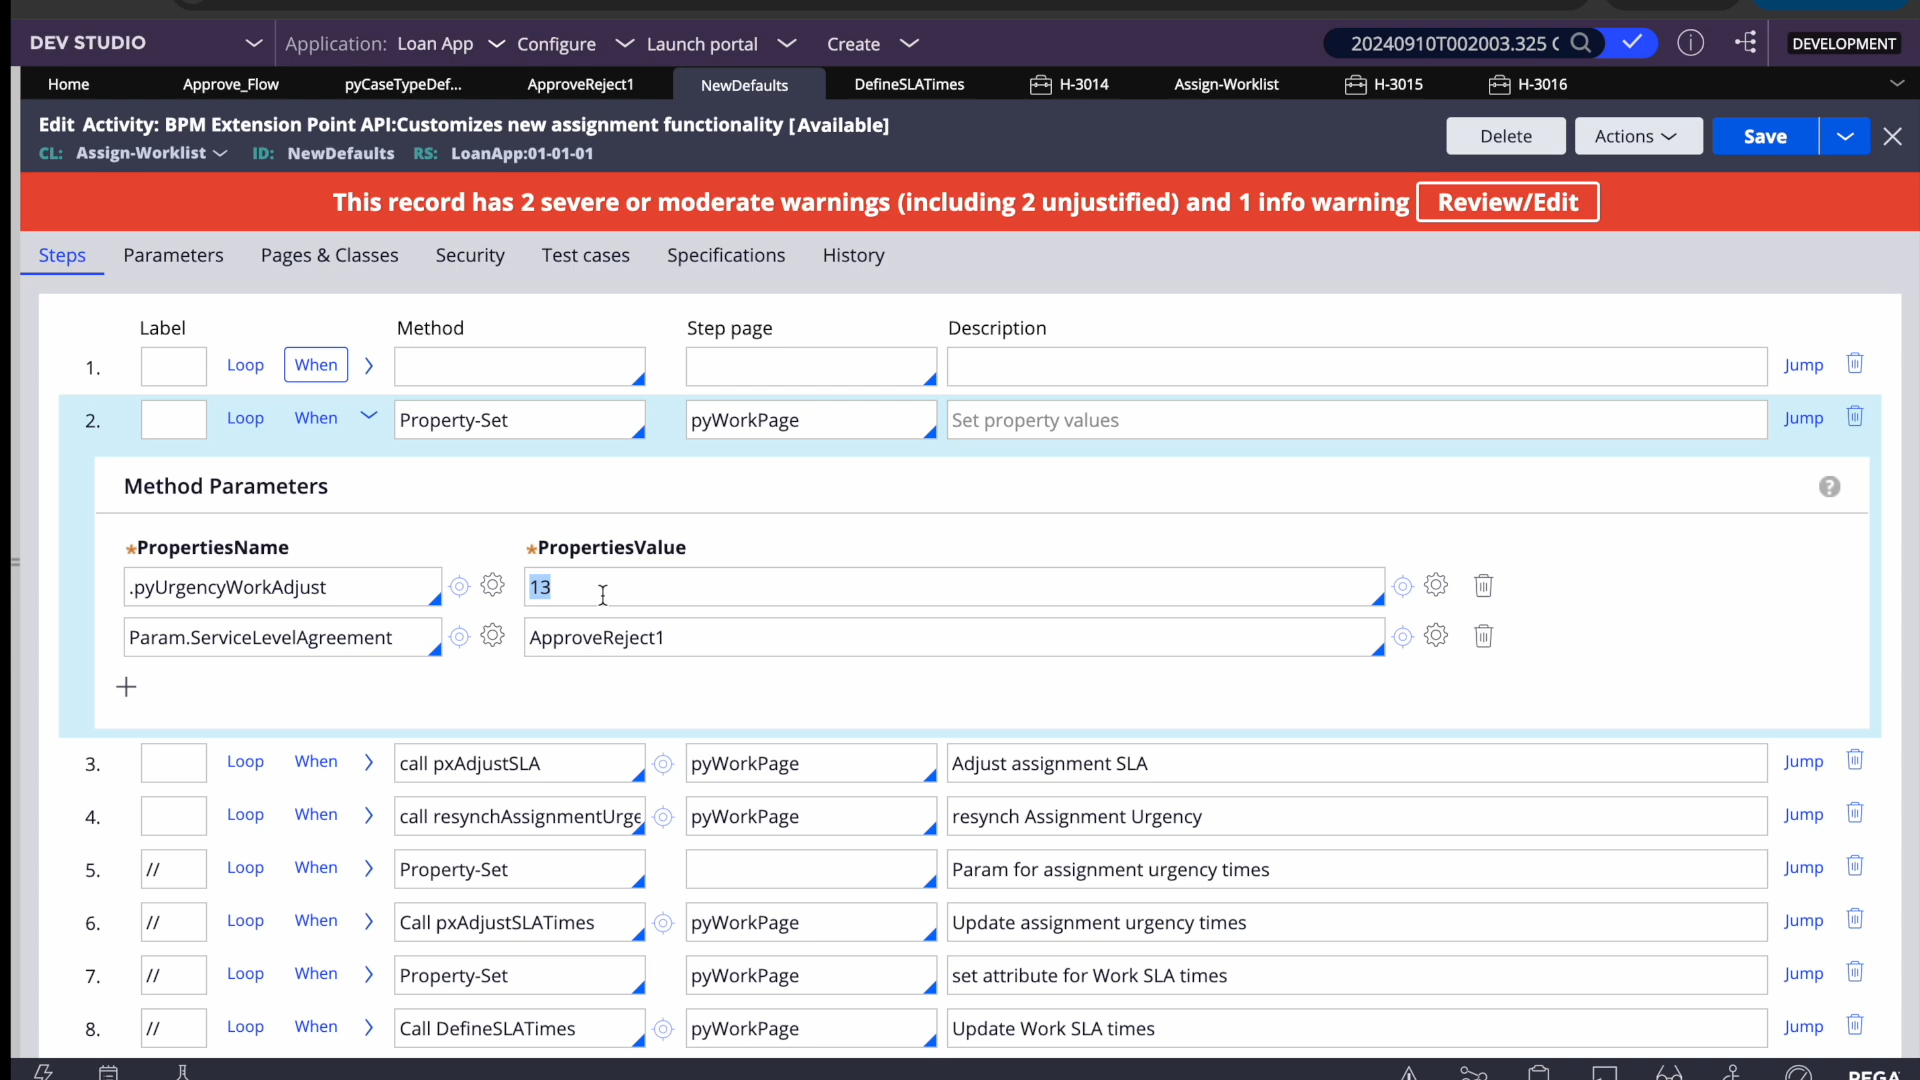 DEV STUDIO
Application: Loan App
Configure
Launch portal
Create
20240910T002003.325
DEVELOPMENT
Home
Approve_Flow
pyCaseTypeDef...
ApproveReject1
NewDefaults
DefineSLATimes
H-3014
Assign-Worklist
H-3015
H-3016
Edit Activity: BPM Extension Point API:Customizes new assignment functionality [Available]
CL: Assign-Worklist ID: NewDefaults RS: LoanApp:01-01-01
Delete
Actions
Save
This record has 2 severe or moderate warnings (including 2 unjustified) and 1 info warning Review/Edit
Steps
Parameters
Pages & Classes
Security
Test cases
Specifications
History
Label Method Step page Description
1. Loop When Jump
2. Loop When Property-Set pyWorkPage Set property values Jump
Method Parameters
?
*PropertiesName *PropertiesValue
.pyUrgencyWorkAdjust 13
Param.ServiceLevelAgreement ApproveReject1
3. Loop When call pxAdjustSLA pyWorkPage Adjust assignment SLA Jump
4. Loop When call resynchAssignmentUrge pyWorkPage resynch Assignment Urgency Jump
5. // Loop When Property-Set Param for assignment urgency times Jump
6. // Loop When Call pxAdjustSLATimes pyWorkPage Update assignment urgency times Jump
7. // Loop When Property-Set pyWorkPage set attribute for Work SLA times Jump
8. // Loop When Call DefineSLATimes pyWorkPage Update Work SLA times Jump
PEGA